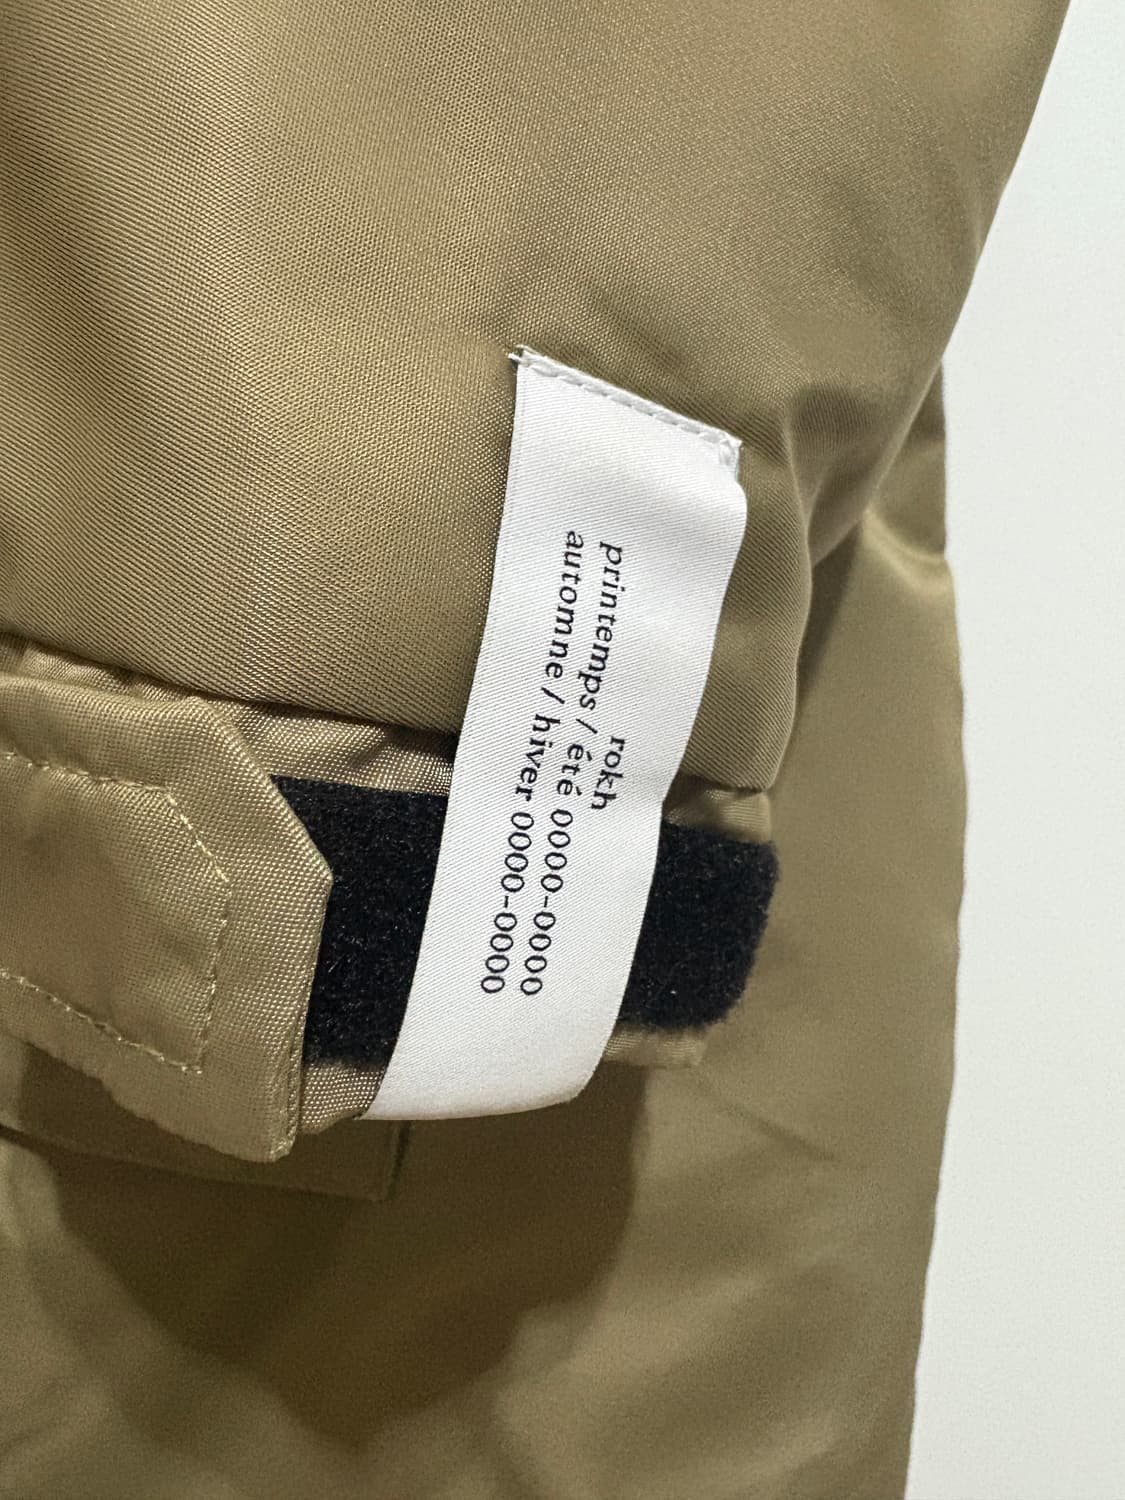 rokh
printemps / été 0000-0000
automne / hiver 0000-0000